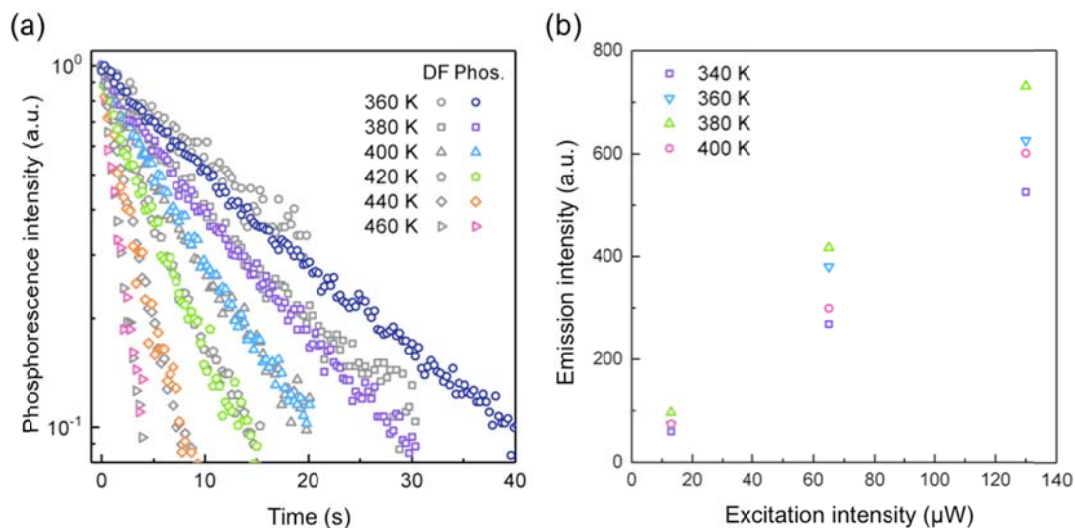 (a)
Phosphorescence intensity (a.u.)
10⁰
10⁻¹
DF Phos.
360 K
380 K
400 K
420 K
440 K
460 K
0 10 20 30 40
Time (s)
(b)
Emission intensity (a.u.)
800
600
400
200
0
340 K
360 K
380 K
400 K
0 20 40 60 80 100 120 140
Excitation intensity (µW)